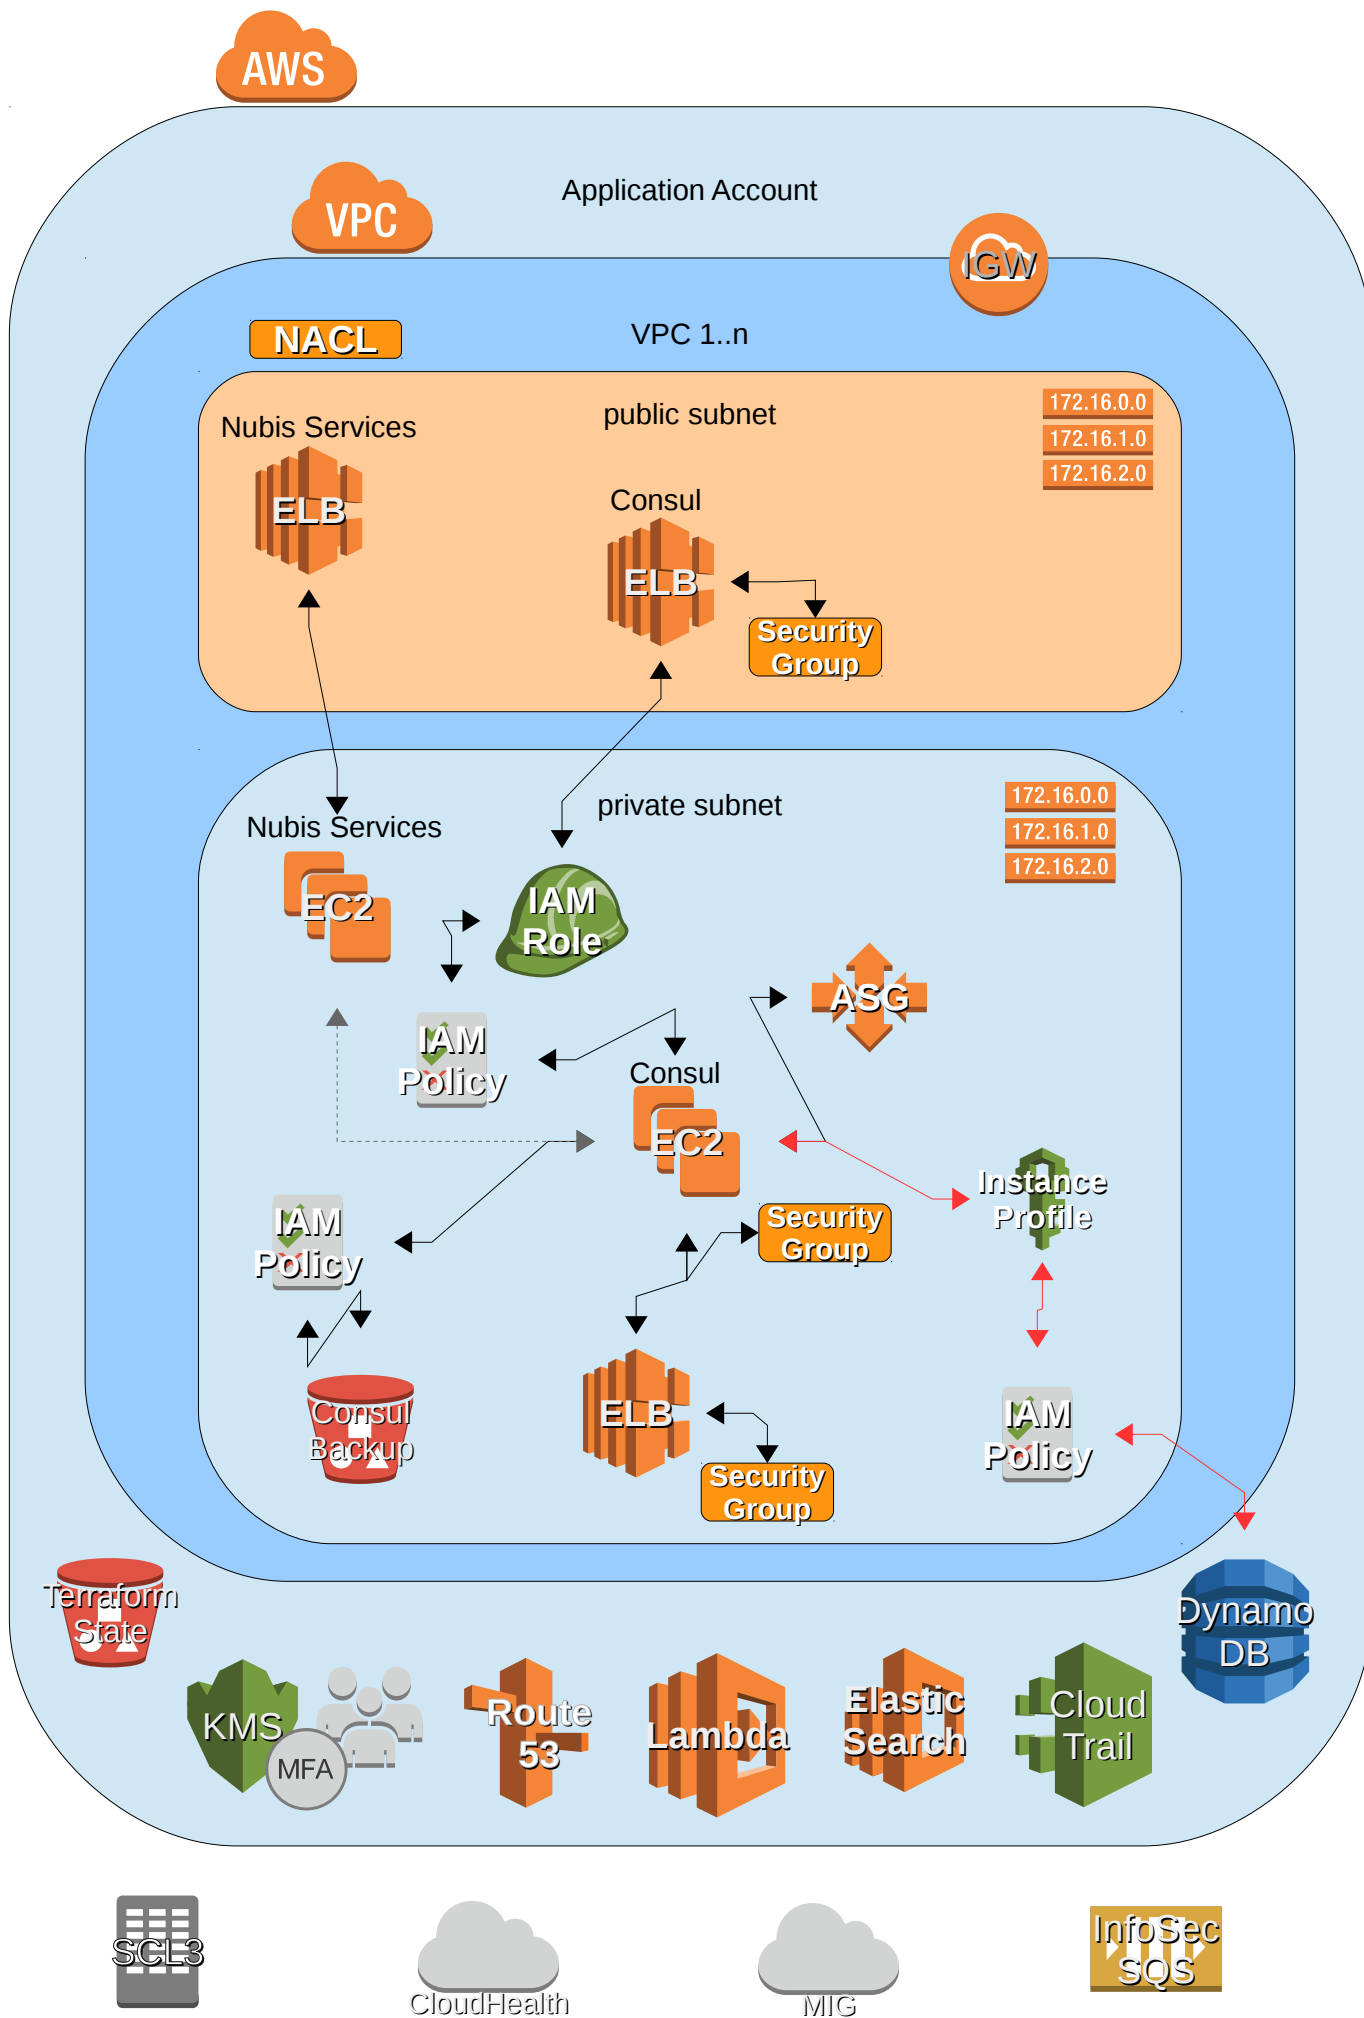 AWS
Application Account
VPC
IGW
VPC 1..n
NACL
172.16.0.0
public subnet
Nubis Services
172.16.1.0
172.16.2.0
Consul
ELB
ELB
Security
Group
172.16.0.0
private subnet
Nubis Services
172.16.1.0
172.16.2.0
IAM
Role
EC2
ASG
IAM
Policy
Consul
EC2
Instance
Profile
Security
Group
IAM
Policy
Consul
Backup
ELB
IAM
Policy
Security
Group
Terraform
State
Dynamo
DB
KMS
MFA
Route
53
Lambda
Elastic
Search
Cloud
Trail
SCL3
CloudHealth
MIG
InfoSec
SQS